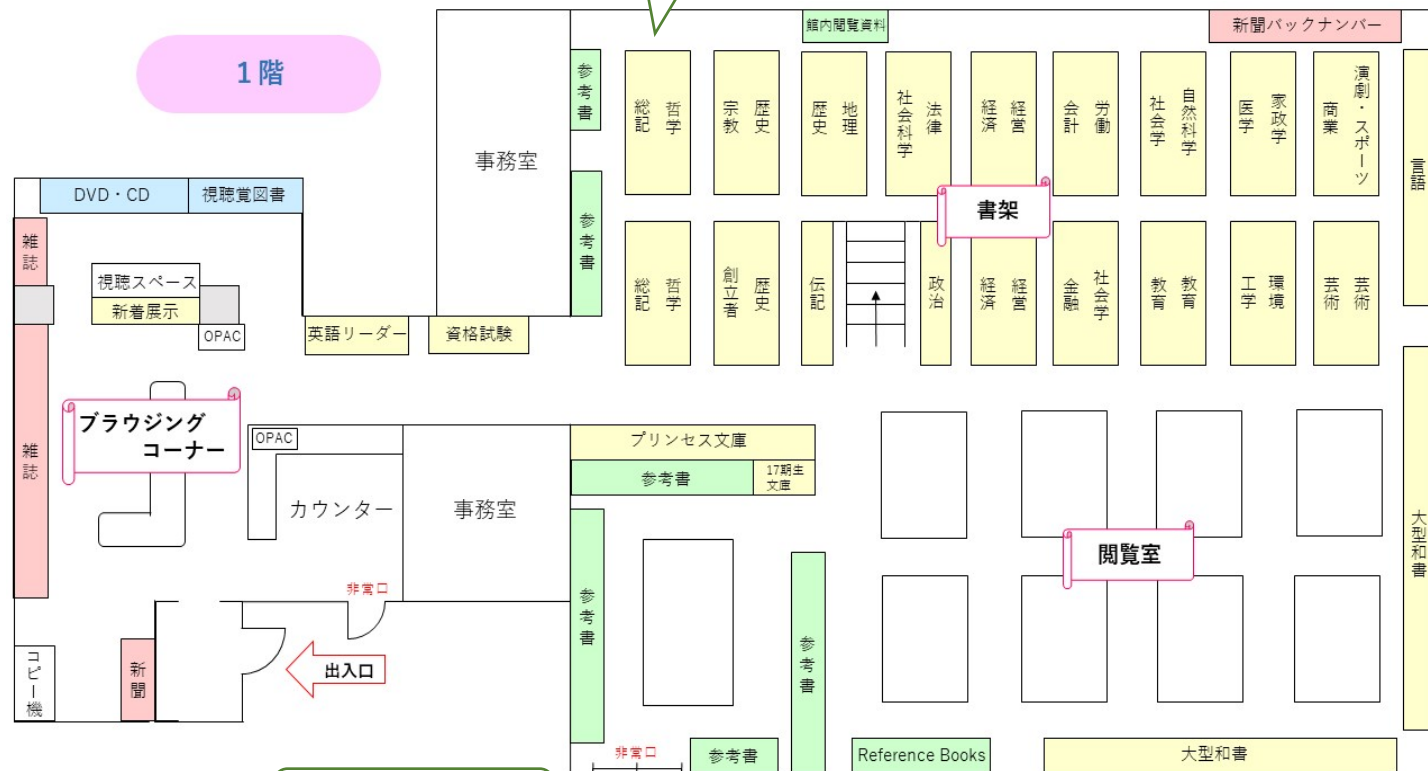 1階
館内閲覧資料
新聞バックナンバー
参考書
総記
哲学
宗教
歴史
歴史
地理
社会科学
法律
経済
経営
会計
労働
社会学
自然科学
医学
家政学
商業
演劇・スポーツ
言語
事務室
書架
DVD・CD
視聴覚図書
雑誌
参考書
総記
哲学
創立者
歴史
伝記
政治
経済
経営
金融
社会学
教育
教育
工学
環境
芸術
芸術
視聴スペース
新着展示
OPAC
英語リーダー
資格試験
ブラウジング
コーナー
雑誌
OPAC
カウンター
事務室
プリンセス文庫
参考書
17期生
文庫
閲覧室
大型和書
非常口
参考書
参考書
コピー機
新聞
出入口
非常口
参考書
Reference Books
大型和書